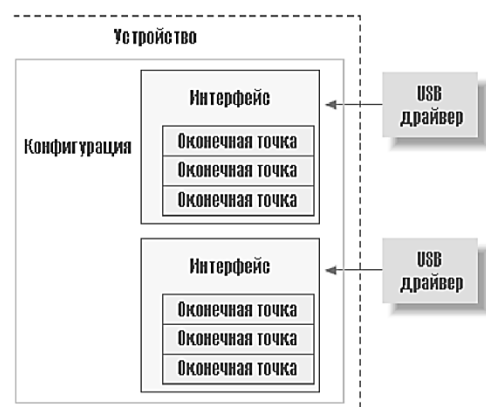 Устройство
Интерфейс
USB
драйвер
Конфигурация
Оконечная точка
Оконечная точка
Оконечная точка
Интерфейс
USB
драйвер
Оконечная точка
Оконечная точка
Оконечная точка